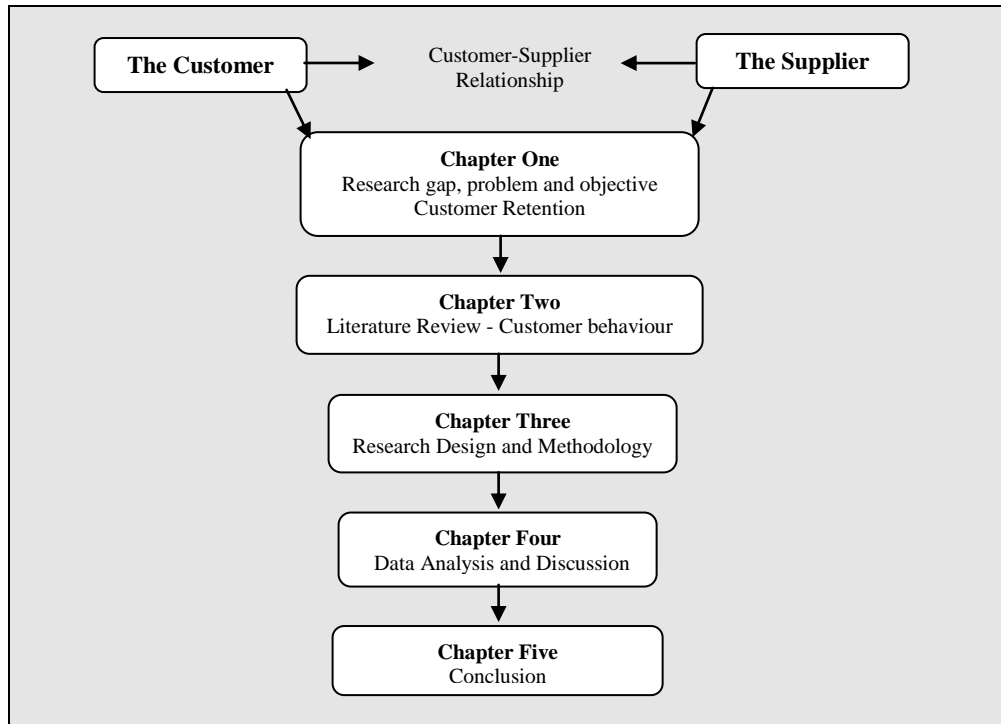 The Customer
Customer-Supplier
Relationship
The Supplier
Chapter One
Research gap, problem and objective
Customer Retention
Chapter Two
Literature Review - Customer behaviour
Chapter Three
Research Design and Methodology
Chapter Four
Data Analysis and Discussion
Chapter Five
Conclusion